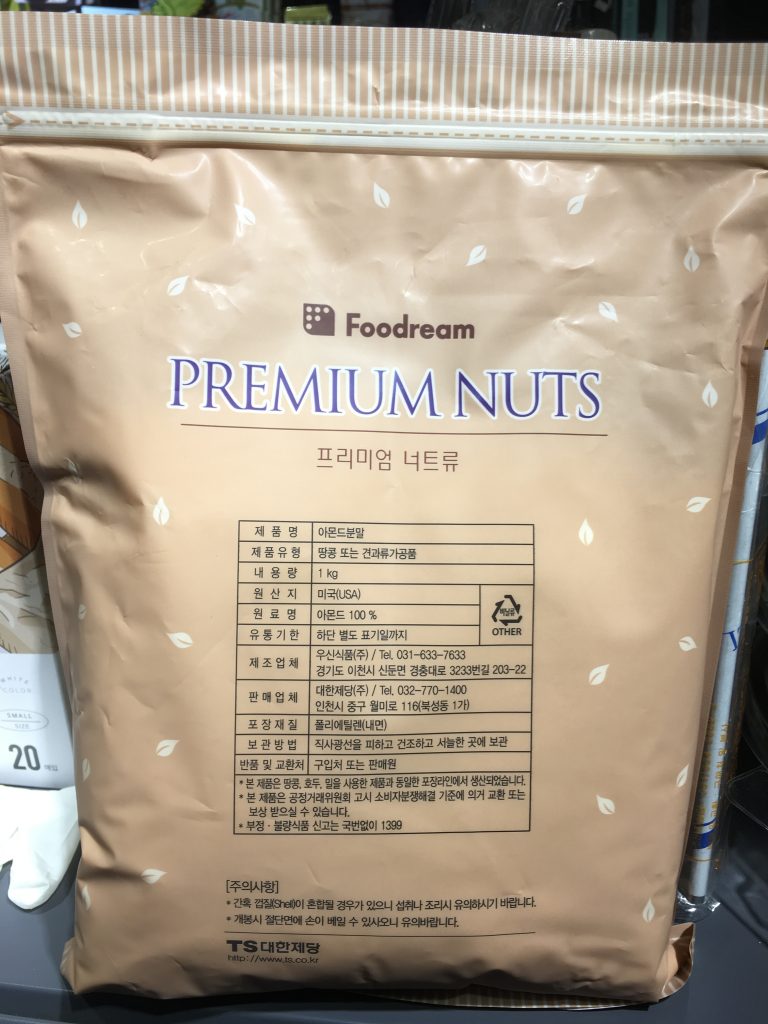 Foodream
PREMIUM NUTS
프리미엄 너트류
제품명 아몬드분말
제품유형 땅콩 또는 견과류가공품
내용량 1 kg
원산지 미국(USA)
원료명 아몬드 100 %
유통기한 하단 별도 표기일까지
OTHER
제조업체 우신식품(주) / Tel. 031-633-7633
경기도 이천시 신둔면 경충대로 3233번길 203-22
판매업체 대한제당(주) / Tel. 032-770-1400
인천시 중구 월미로 116(북성동 1가)
포장재질 폴리에틸렌(내면)
보관방법 직사광선을 피하고 건조하고 서늘한 곳에 보관
반품 및 교환처 구입처 또는 판매원
* 본 제품은 땅콩, 호두, 밀을 사용한 제품과 동일한 포장라인에서 생산되었습니다.
* 본 제품은 공정거래위원회 고시 소비자분쟁해결 기준에 의거 교환 또는
보상 받으실 수 있습니다.
* 부정 · 불량식품 신고는 국번없이 1399
[주의사항]
* 간혹 껍질(Shell)이 혼합될 경우가 있으니 섭취나 조리시 유의하시기 바랍니다.
* 개봉시 절단면에 손이 베일 수 있사오니 유의바랍니다.
TS 대한제당
http://www.ts.co.kr
WHITE
COLOR
SMALL
SIZE
20